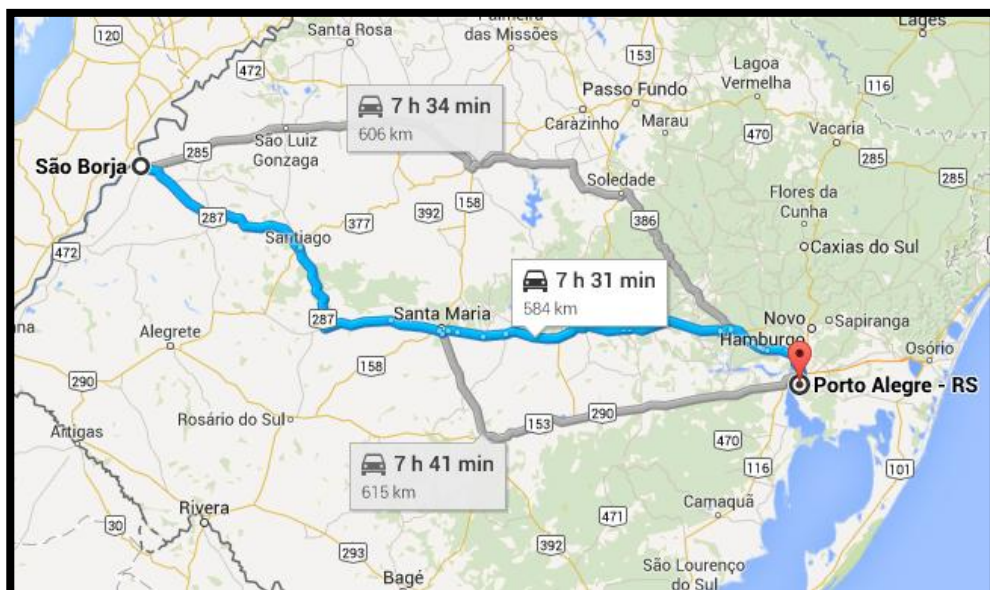 Lages
120
Santa Rosa
das Missões
153
472
Lagoa
Vermelha
116
Passo Fundo
7 h 34 min
606 km
Carazinho
Marau
470
Vacaria
São Luiz
Gonzaga
285
285
285
São Borja
Soledade
158
Flores da
Cunha
287
377
392
386
Santiago
472
Caxias do Sul
7 h 31 min
584 km
287
Santa Maria
Novo
Hamburgo
Sapiranga
Alegrete
Osório
158
290
Porto Alegre - RS
Rosário do Sul
290
153
Artigas
470
7 h 41 min
615 km
116
101
Camaquã
Rivera
471
30
293
392
São Lourenço
do Sul
Bagé